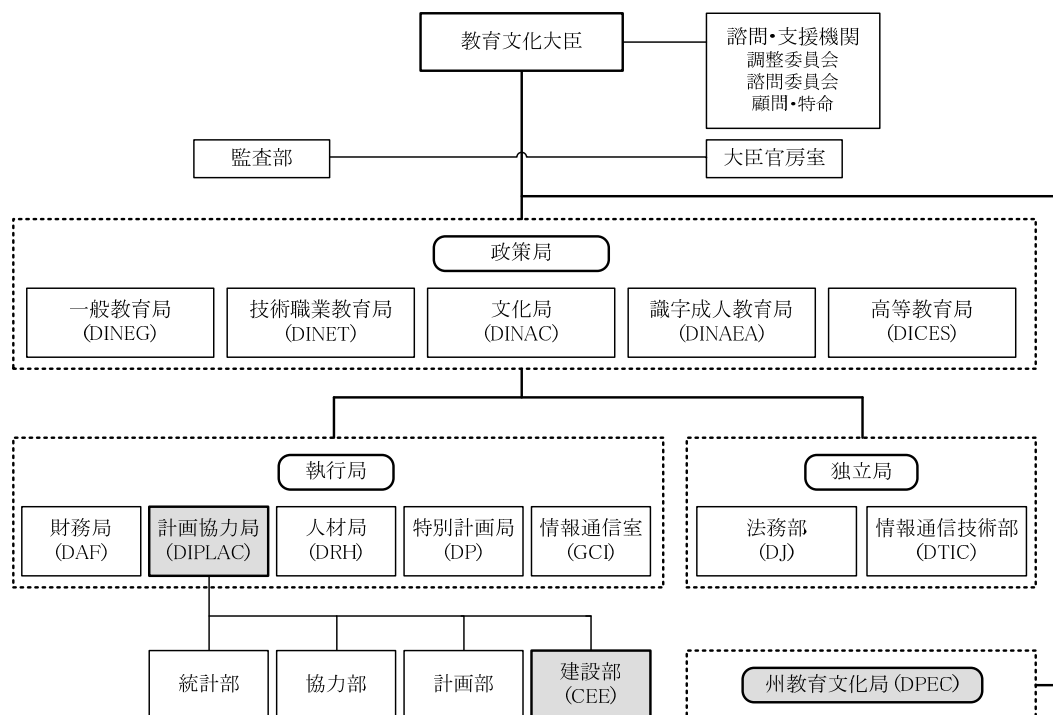 教育文化大臣
諮問・支援機関
調整委員会
諮問委員会
顧問・特命
監査部
大臣官房室
政策局
一般教育局
(DINEG)
技術職業教育局
(DINET)
文化局
(DINAC)
識字成人教育局
(DINAEA)
高等教育局
(DICES)
執行局
財務局
(DAF)
計画協力局
(DIPLAC)
人材局
(DRH)
特別計画局
(DP)
情報通信室
(GCI)
独立局
法務部
(DJ)
情報通信技術部
(DTIC)
統計部
協力部
計画部
建設部
(CEE)
州教育文化局(DPEC)